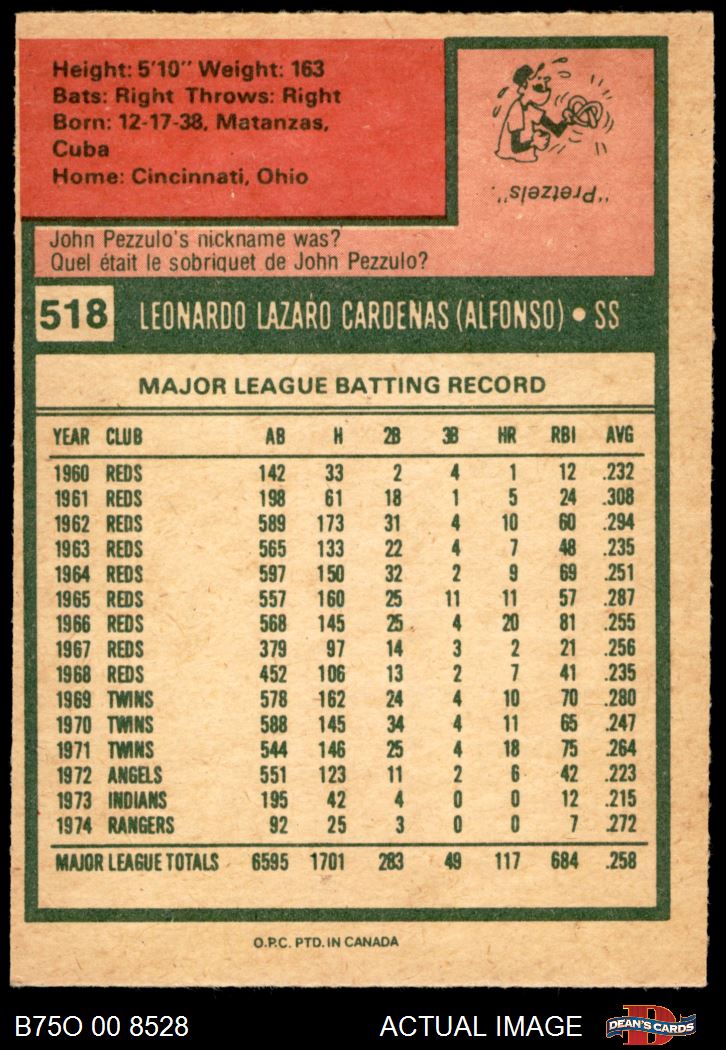 Height: 5'10" Weight: 163
Bats: Right Throws: Right
Born: 12-17-38, Matanzas,
Cuba
Home: Cincinnati, Ohio
"Pretzels".
John Pezzulo's nickname was?
Quel était le sobriquet de John Pezzulo?
518 LEONARDO LAZARO CARDENAS (ALFONSO) • SS
MAJOR LEAGUE BATTING RECORD
YEAR CLUB AB H 2B 3B HR RBI AVG
1960 REDS 142 33 2 4 1 12 .232
1961 REDS 198 61 18 1 5 24 .308
1962 REDS 589 173 31 4 10 60 .294
1963 REDS 565 133 22 4 7 48 .235
1964 REDS 597 150 32 2 9 69 .251
1965 REDS 557 160 25 11 11 57 .287
1966 REDS 568 145 25 4 20 81 .255
1967 REDS 379 97 14 3 2 21 .256
1968 REDS 452 106 13 2 7 41 .235
1969 TWINS 578 162 24 4 10 70 .280
1970 TWINS 588 145 34 4 11 65 .247
1971 TWINS 544 146 25 4 18 75 .264
1972 ANGELS 551 123 11 2 6 42 .223
1973 INDIANS 195 42 4 0 0 12 .215
1974 RANGERS 92 25 3 0 0 7 .272
MAJOR LEAGUE TOTALS 6595 1701 283 49 117 684 .258
O.P.C. PTD. IN CANADA
B75O 00 8528 ACTUAL IMAGE D DEAN'S CARDS